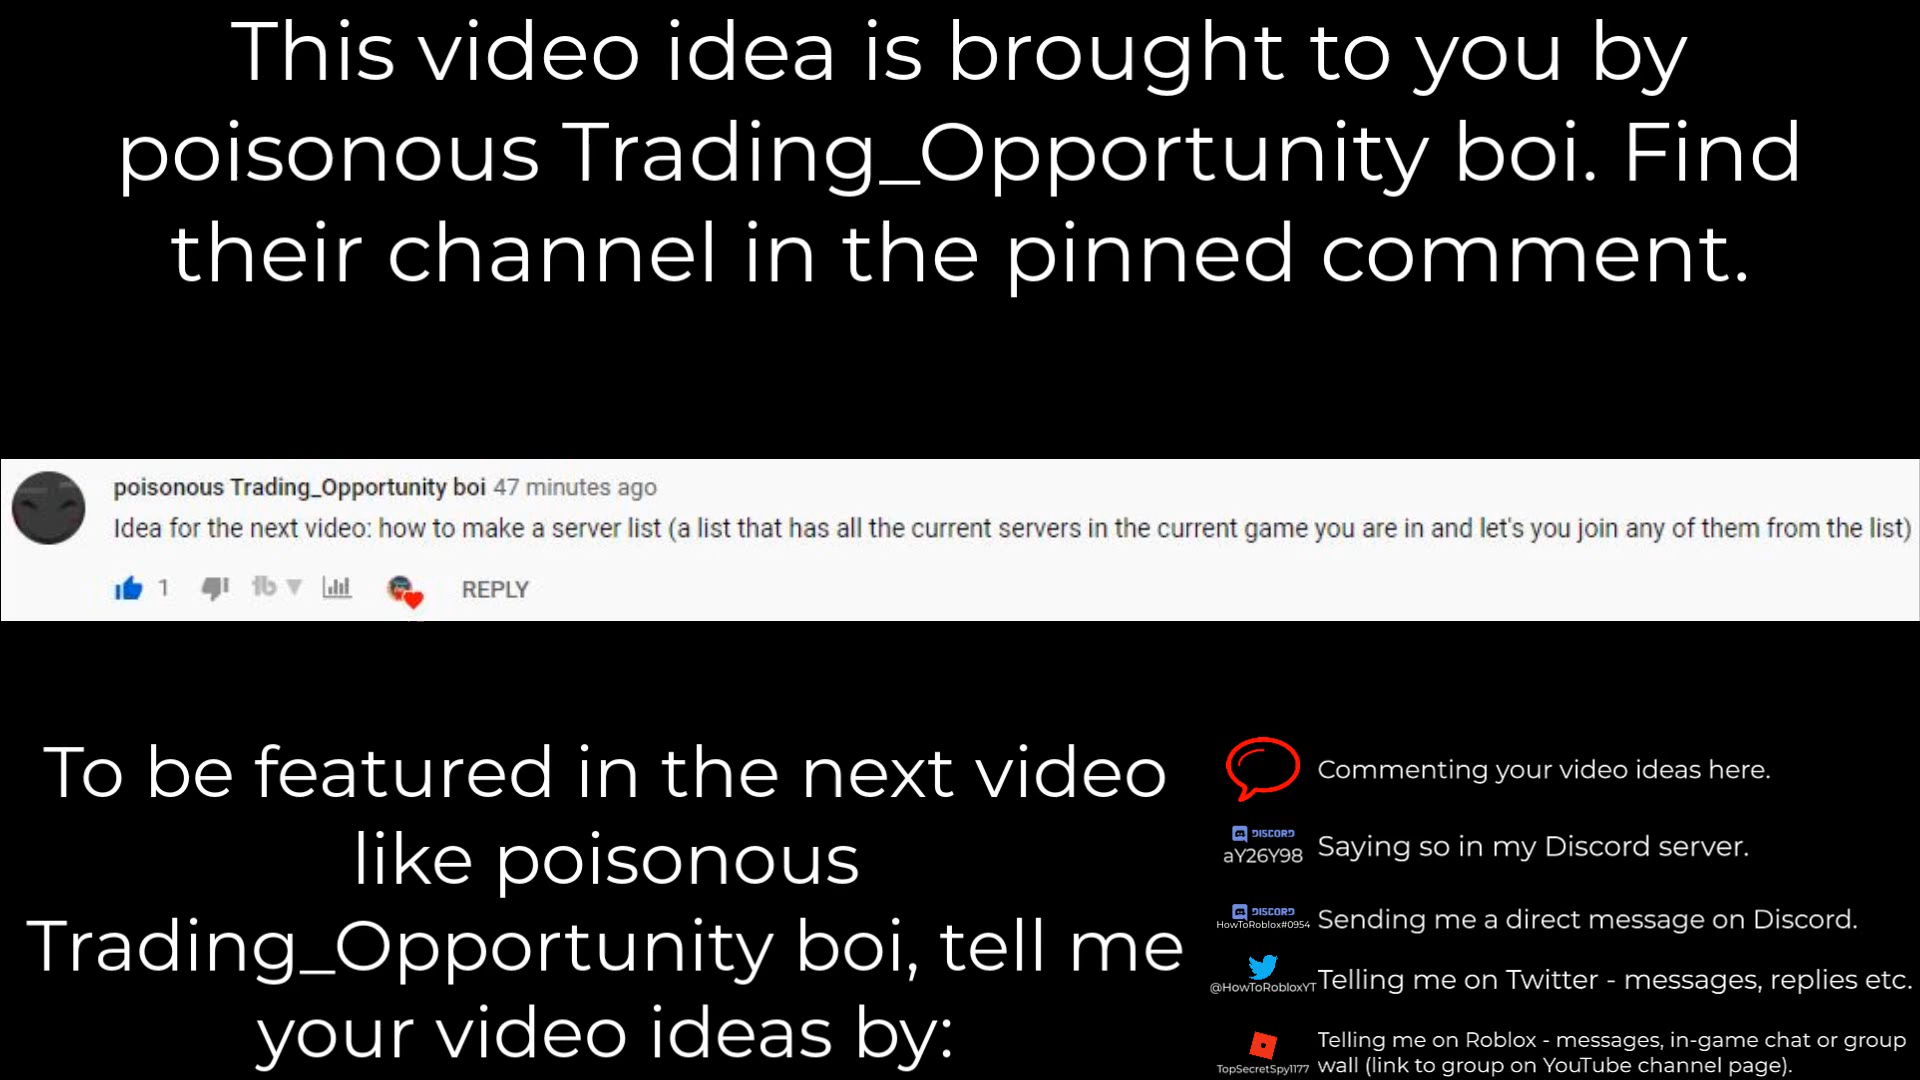 This video idea is brought to you by
poisonous Trading_Opportunity boi. Find
their channel in the pinned comment.
poisonous Trading_Opportunity boi 47 minutes ago
Idea for the next video: how to make a server list (a list that has all the current servers in the current game you are in and let's you join any of them from the list)
1 tb REPLY
To be featured in the next video
like poisonous
Trading_Opportunity boi, tell me
your video ideas by:
Commenting your video ideas here.
DISCORD
aY26Y98 Saying so in my Discord server.
DISCORD
HowToRoblox#0954 Sending me a direct message on Discord.
@HowToRobloxYT Telling me on Twitter - messages, replies etc.
Telling me on Roblox - messages, in-game chat or group
TopSecretSpy1177 wall (link to group on YouTube channel page).